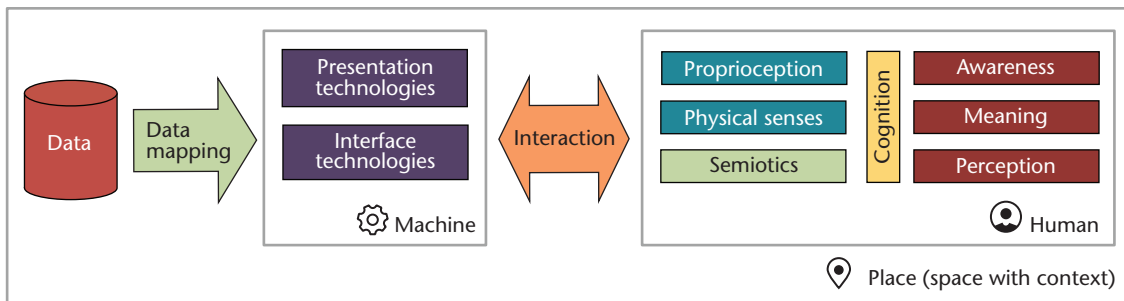 Data
Data
mapping
Presentation
technologies
Interface
technologies
Machine
Interaction
Proprioception
Physical senses
Semiotics
Cognition
Awareness
Meaning
Perception
Human
Place (space with context)